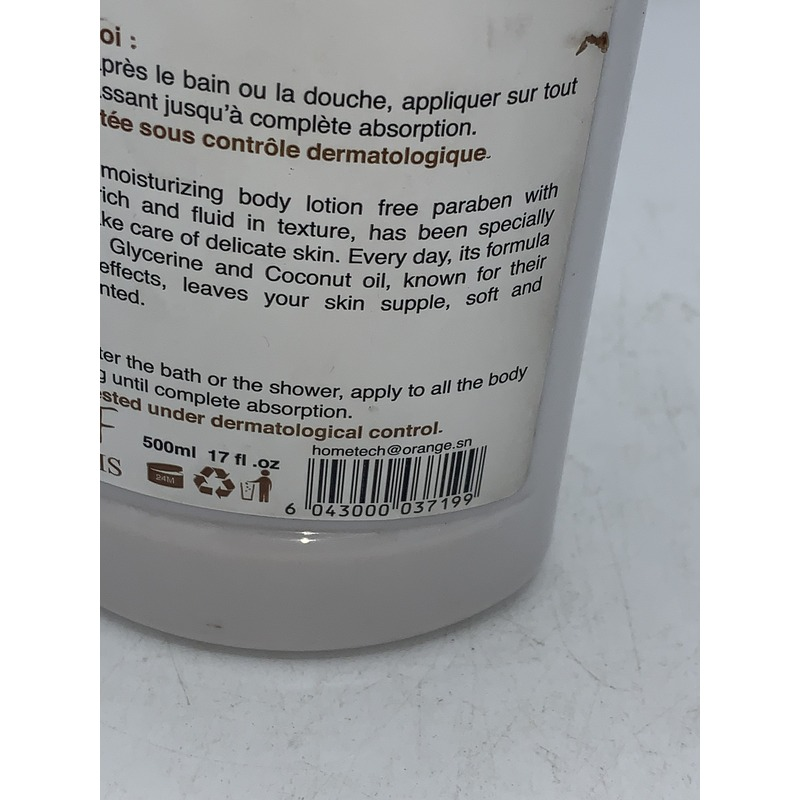 oi :
près le bain ou la douche, appliquer sur tout
ssant jusqu'à complète absorption.
tée sous contrôle dermatologique.
moisturizing body lotion free paraben with
rich and fluid in texture, has been specially
ke care of delicate skin. Every day, its formula
Glycerine and Coconut oil, known for their
effects, leaves your skin supple, soft and
nted.
ter the bath or the shower, apply to all the body
g until complete absorption.
sted under dermatological control.
F
IS
500ml 17 fl .oz
24M
hometech@orange.sn
6 043000 037199